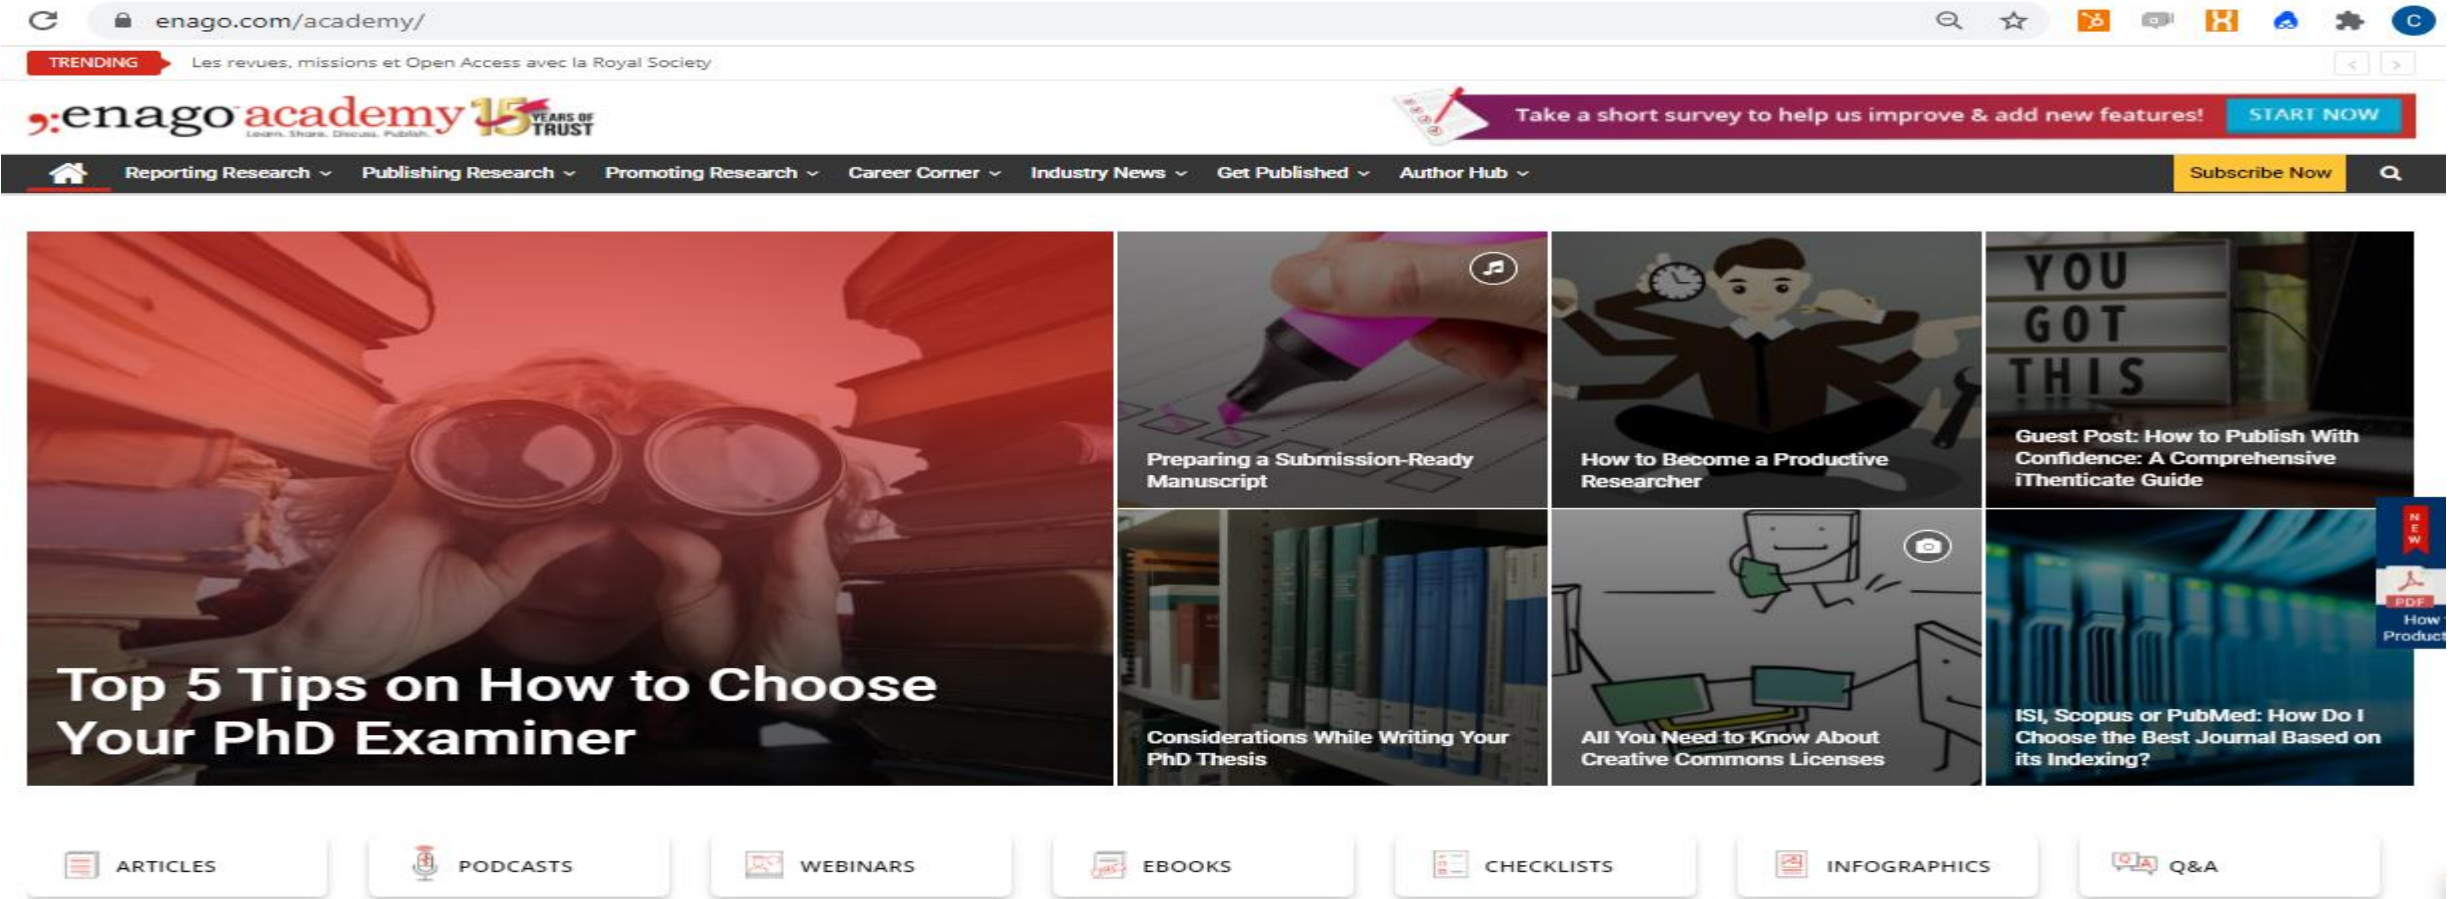 enago.com/academy/
C
TRENDING
Les revues, missions et Open Access avec la Royal Society
enago academy 15 YEARS OF TRUST
Learn. Share. Discuss. Publish.
Take a short survey to help us improve & add new features!
START NOW
Reporting Research
Publishing Research
Promoting Research
Career Corner
Industry News
Get Published
Author Hub
Subscribe Now
Top 5 Tips on How to Choose
Your PhD Examiner
Preparing a Submission-Ready
Manuscript
How to Become a Productive
Researcher
YOU
GOT
THIS
Guest Post: How to Publish With
Confidence: A Comprehensive
iThenticate Guide
Considerations While Writing Your
PhD Thesis
All You Need to Know About
Creative Commons Licenses
ISI, Scopus or PubMed: How Do I
Choose the Best Journal Based on
its Indexing?
NEW
PDF
How
Product
ARTICLES
PODCASTS
WEBINARS
EBOOKS
CHECKLISTS
INFOGRAPHICS
Q&A